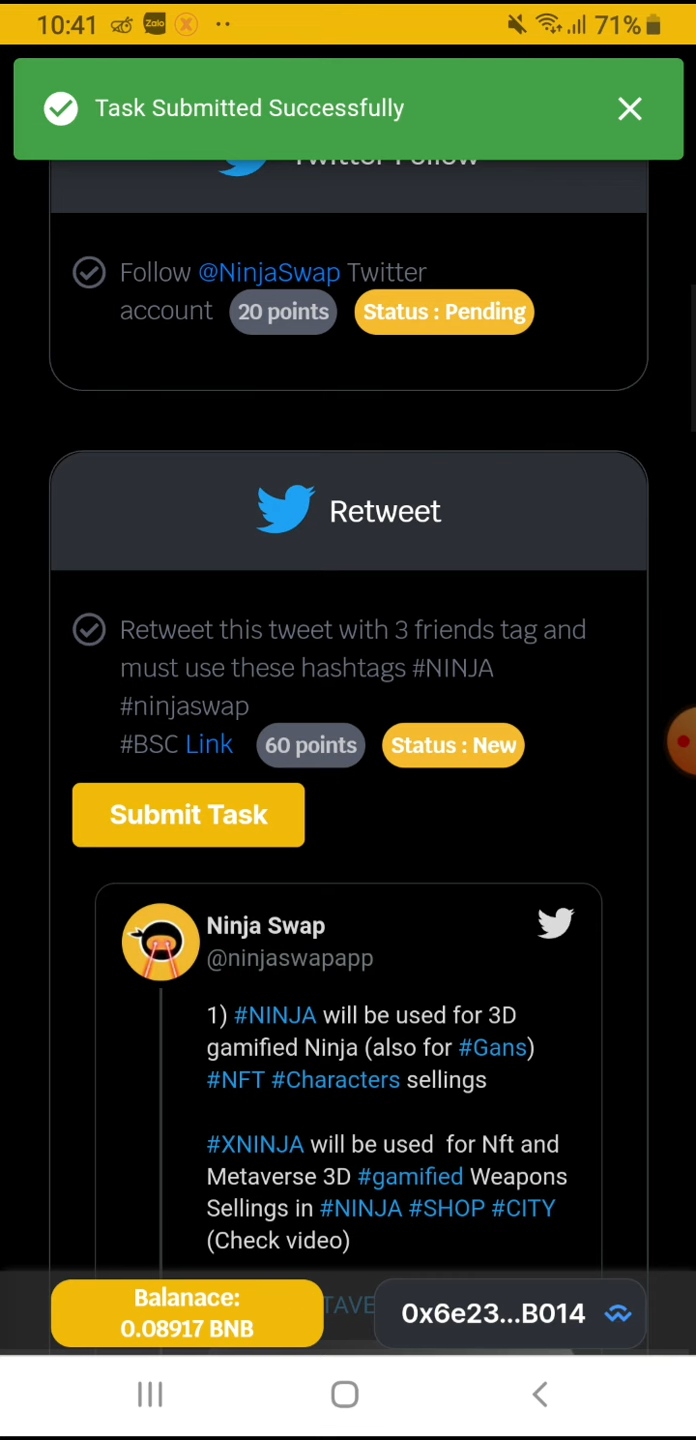 10:41
Zalo
71%
Task Submitted Successfully
Twitter Follow
Follow @NinjaSwap Twitter
account 20 points Status : Pending
Retweet
Retweet this tweet with 3 friends tag and
must use these hashtags #NINJA
#ninjaswap
#BSC Link 60 points Status : New
Submit Task
Ninja Swap
@ninjaswapapp
1) #NINJA will be used for 3D
gamified Ninja (also for #Gans)
#NFT #Characters sellings
#XNINJA will be used for Nft and
Metaverse 3D #gamified Weapons
Sellings in #NINJA #SHOP #CITY
(Check video)
Balanace:
0.08917 BNB
TAVE
0x6e23...B014